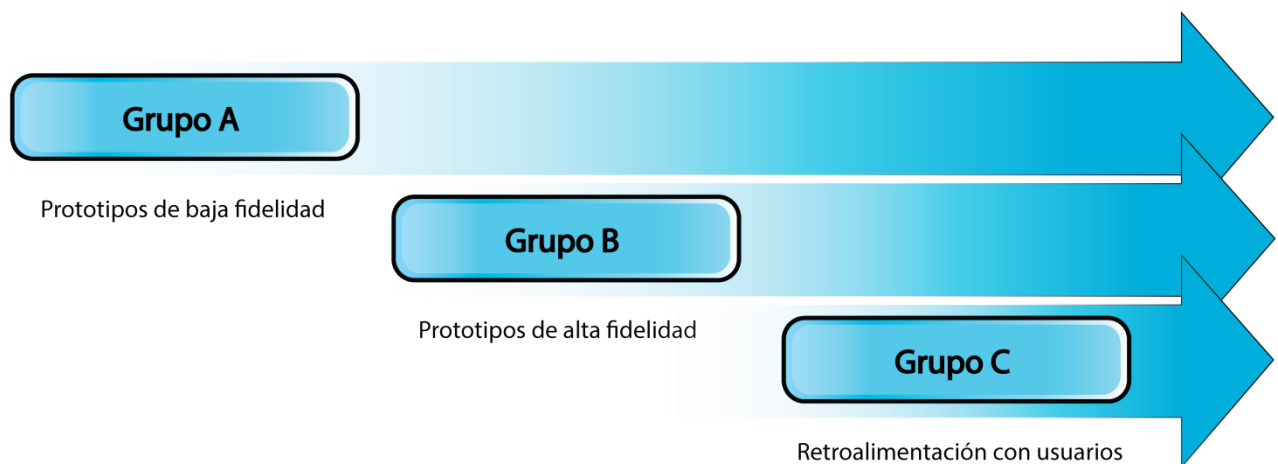 Grupo A
Prototipos de baja fidelidad
Grupo B
Prototipos de alta fidelidad
Grupo C
Retroalimentación con usuarios